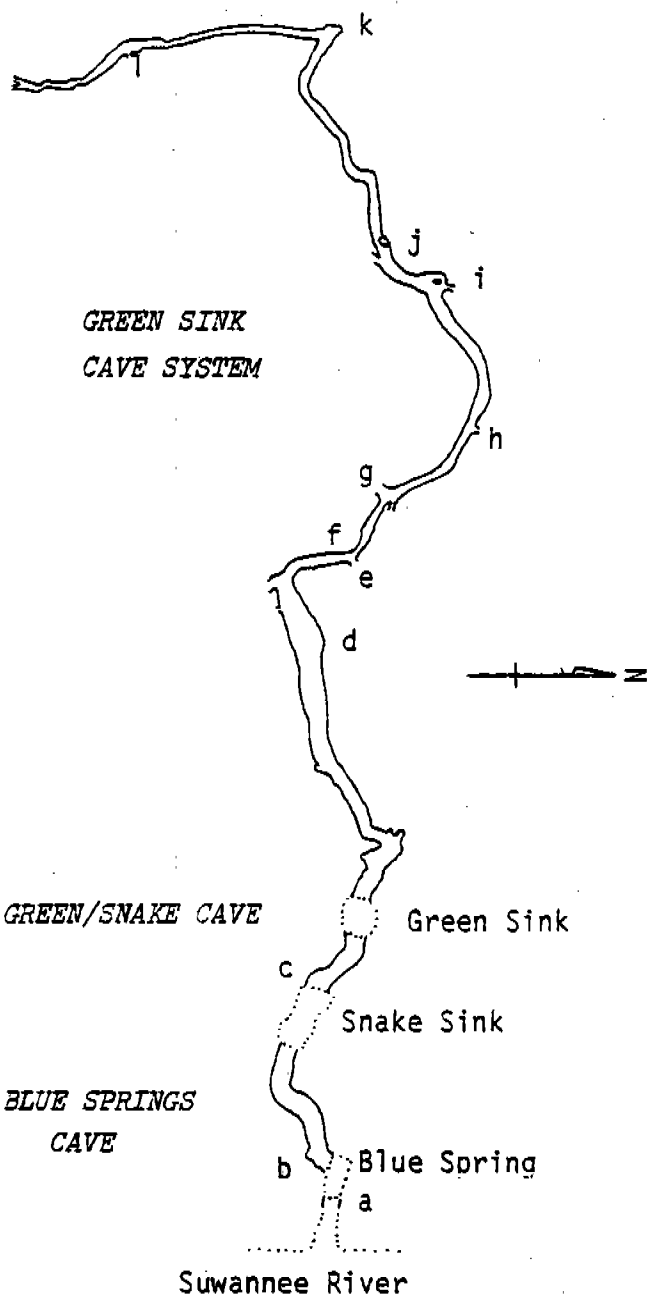 k
l
j
i
GREEN SINK
CAVE SYSTEM
h
g
f
e
d
N
GREEN/SNAKE CAVE
Green Sink
c
Snake Sink
BLUE SPRINGS
CAVE
b
Blue Spring
a
Suwannee River